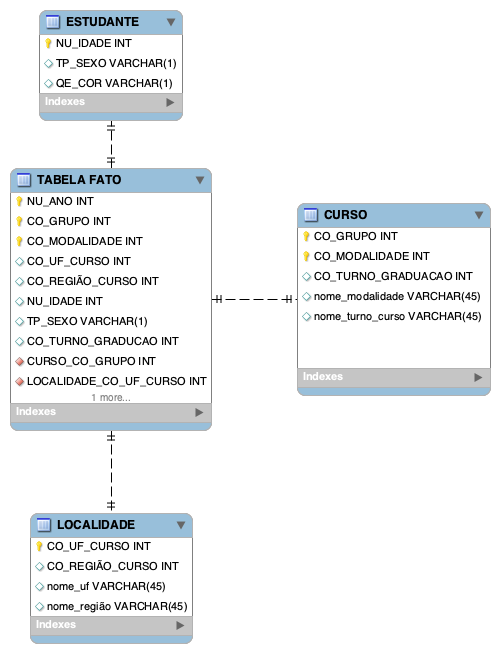 ESTUDANTE
NU_IDADE INT
TP_SEXO VARCHAR(1)
QE_COR VARCHAR(1)
Indexes
TABELA FATO
NU_ANO INT
CO_GRUPO INT
CO_MODALIDADE INT
CO_UF_CURSO INT
CO_REGIÃO_CURSO INT
NU_IDADE INT
TP_SEXO VARCHAR(1)
CO_TURNO_GRADUCAO INT
CURSO_CO_GRUPO INT
LOCALIDADE_CO_UF_CURSO INT
1 more...
Indexes
CURSO
CO_GRUPO INT
CO_MODALIDADE INT
CO_TURNO_GRADUACAO INT
nome_modalidade VARCHAR(45)
nome_turno_curso VARCHAR(45)
Indexes
LOCALIDADE
CO_UF_CURSO INT
CO_REGIÃO_CURSO INT
nome_uf VARCHAR(45)
nome_região VARCHAR(45)
Indexes